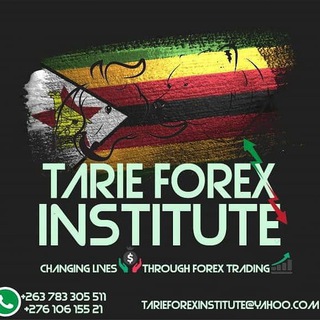 TARIE FOREX
INSTITUTE
CHANGING LIVES $ THROUGH FOREX TRADING
+263 783 305 511
+276 106 155 21
TARIEFOREXINSTITUTE@YAHOO.COM